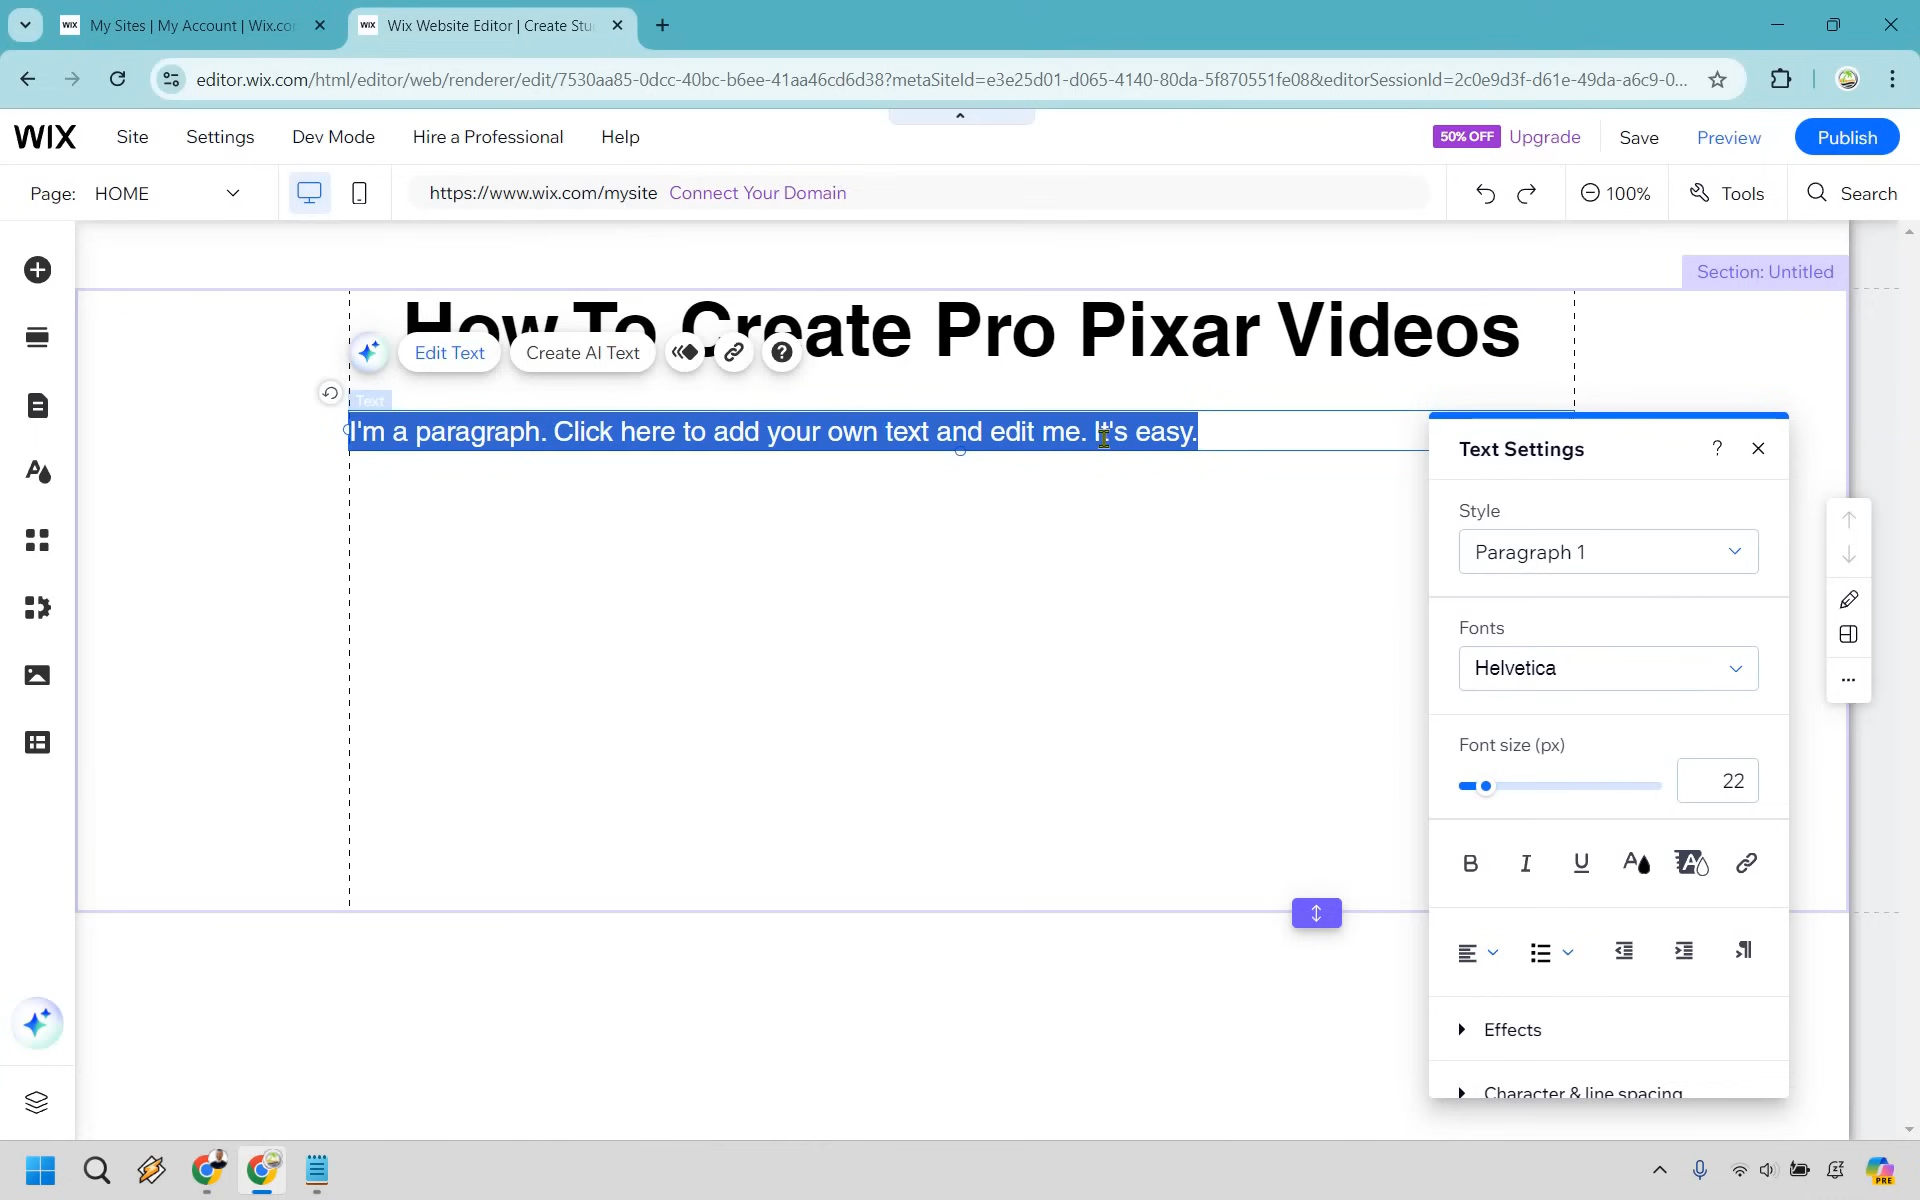 WIX My Sites | My Account | Wix.co
WIX Wix Website Editor | Create Stu
editor.wix.com/html/editor/web/renderer/edit/7530aa85-0dcc-40bc-b6ee-41aa46cd6d38?metaSiteId=e3e25d01-d065-4140-80da-5f870551fe08&editorSessionId=2c0e9d3f-d61e-49da-a6c9-0...
WIX Site Settings Dev Mode Hire a Professional Help 50% OFF Upgrade Save Preview Publish
Page: HOME https://www.wix.com/mysite Connect Your Domain 100% Tools Search
Section: Untitled
How To Create Pro Pixar Videos
Edit Text Create AI Text
Text
I'm a paragraph. Click here to add your own text and edit me. It's easy.
Text Settings ?
Style
Paragraph 1
Fonts
Helvetica
Font size (px)
22
B I U A A
Effects
Character & line spacing
PRE